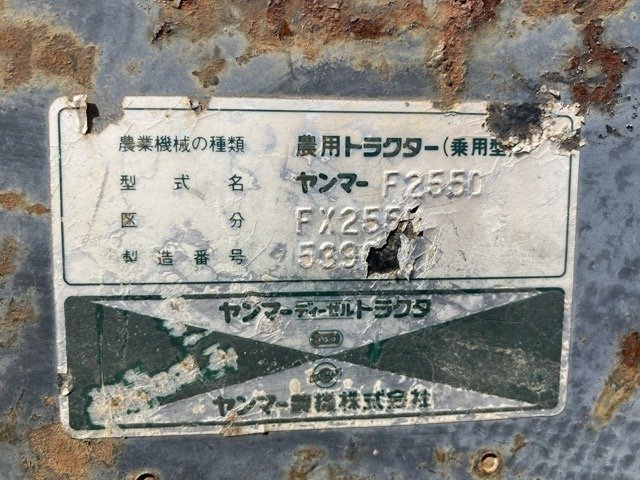 農業機械の種類 農用トラクター(乗用型)
型式名 ヤンマー F255D
区分 FX255
製造番号 539
ヤンマーディーゼルトラクタ
ヤンマー農機株式会社